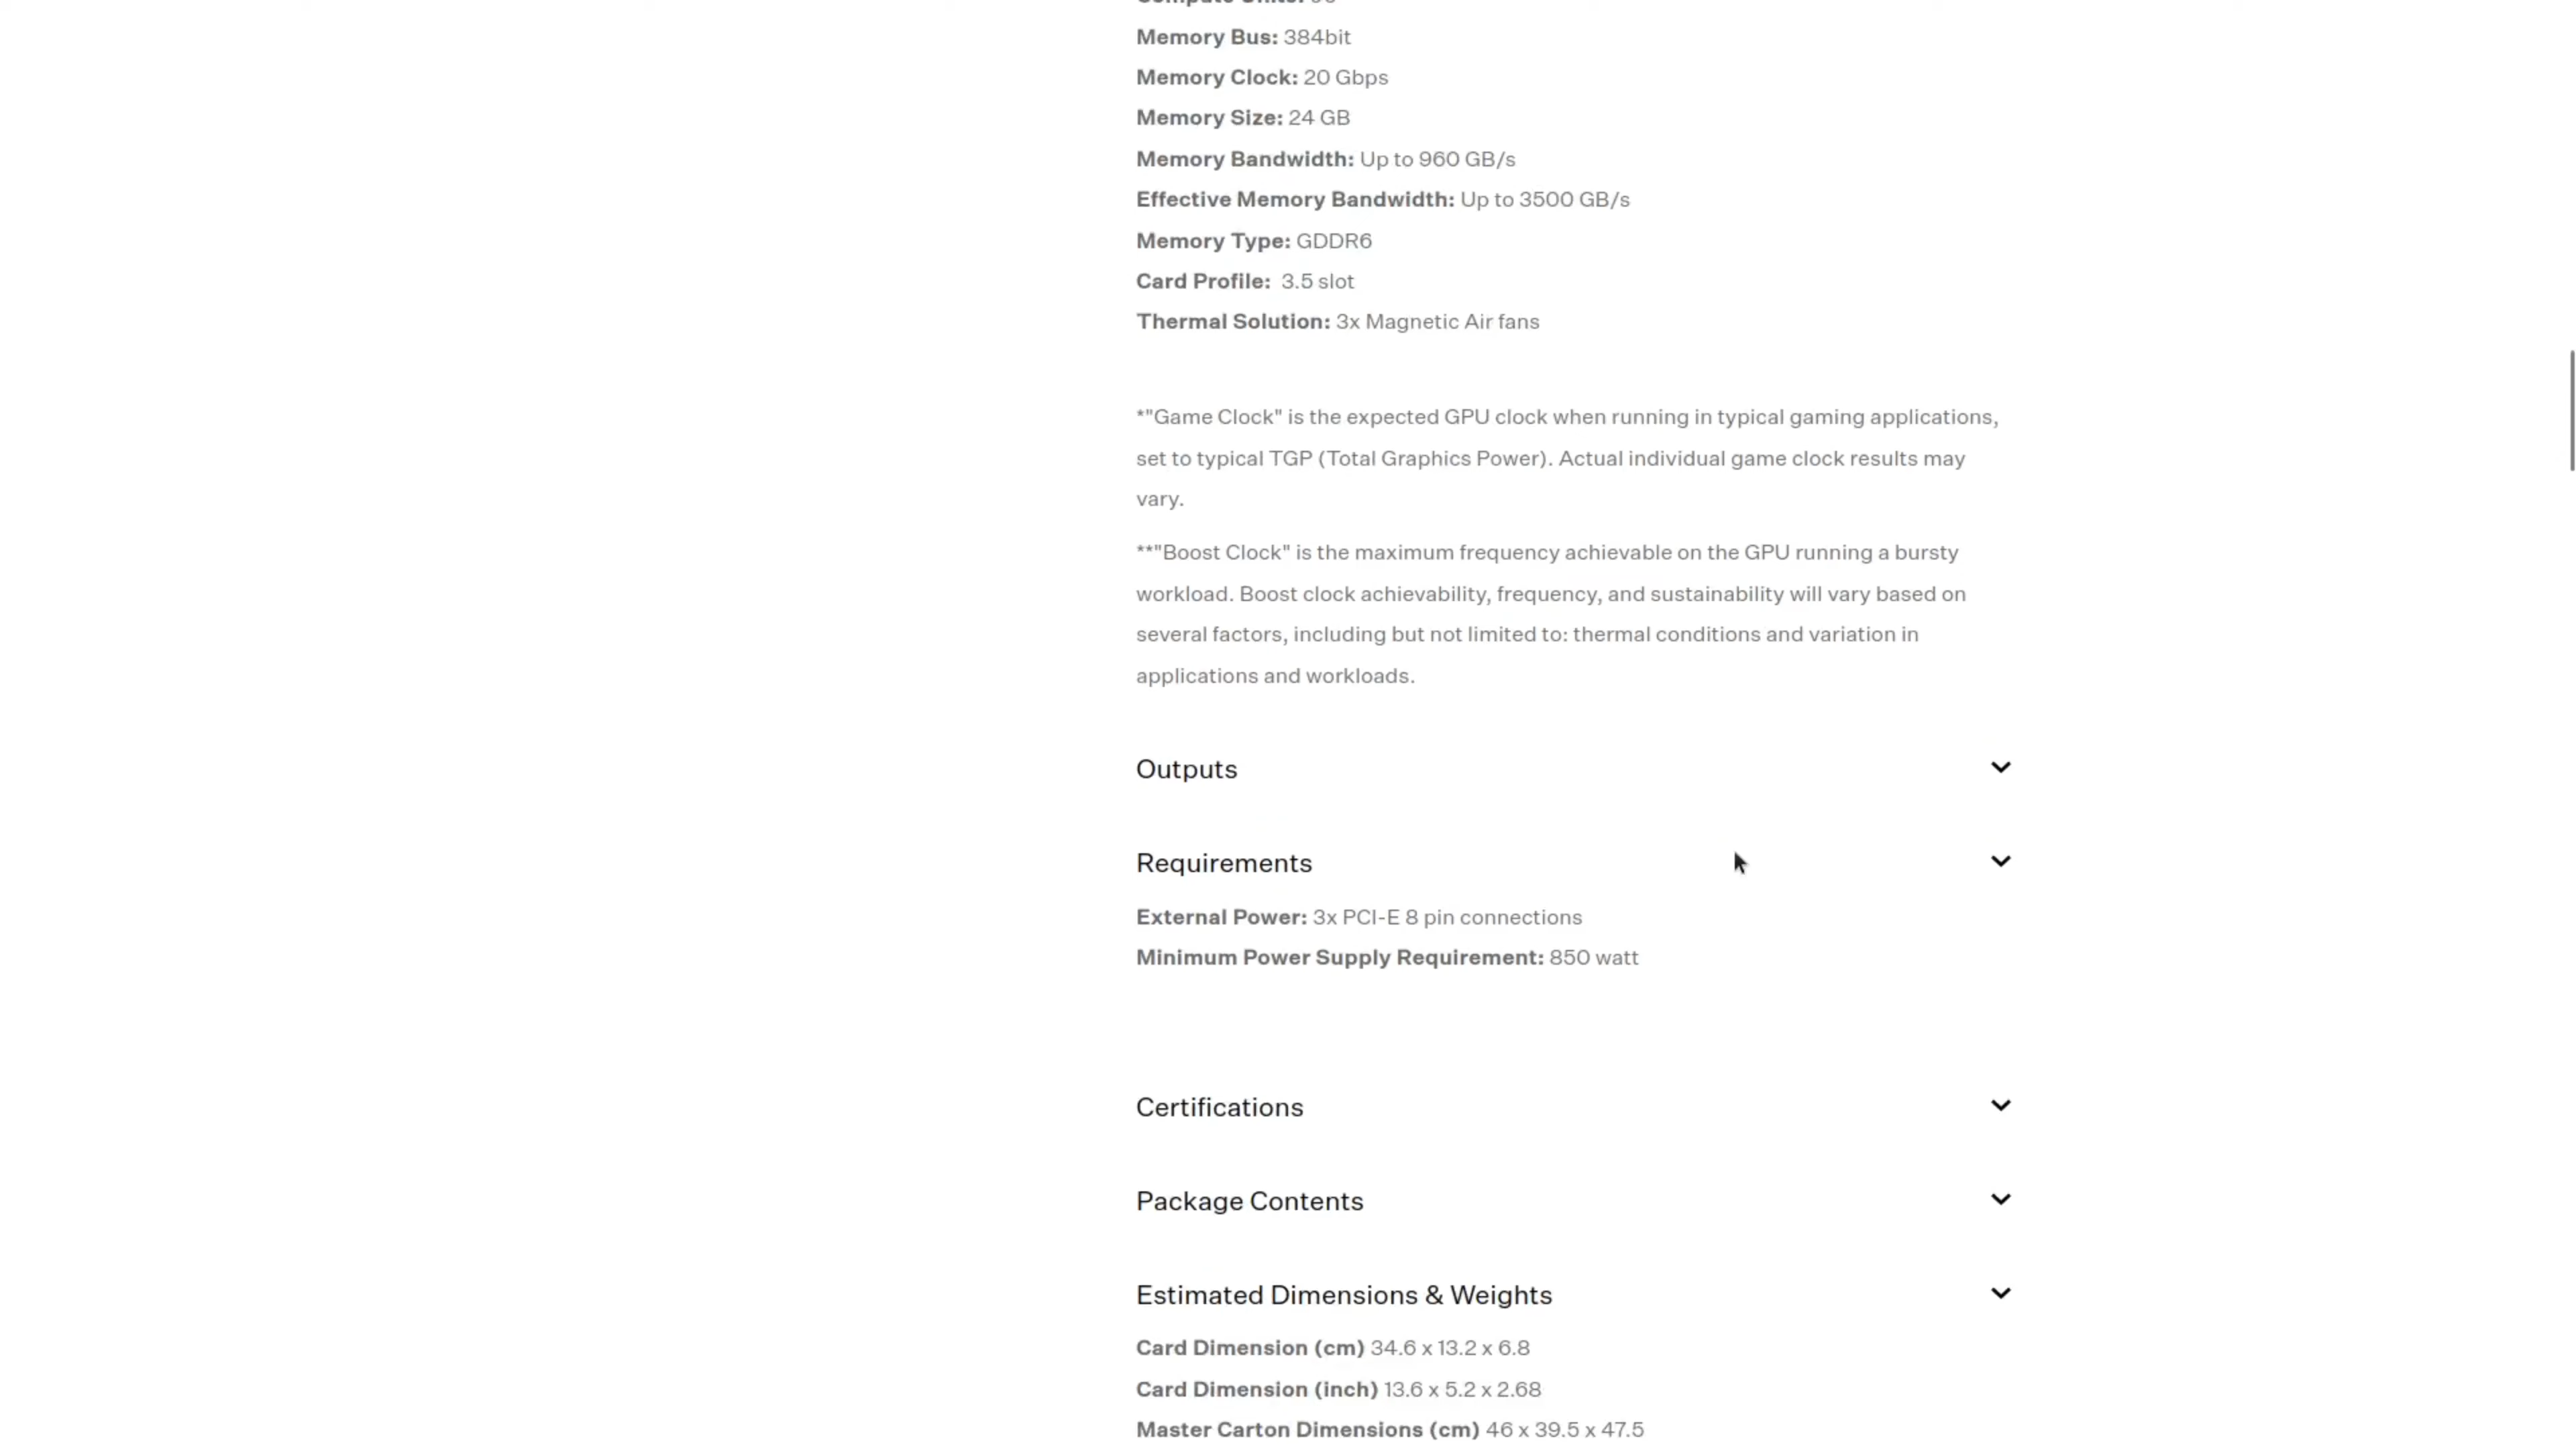 Memory Bus: 384bit
Memory Clock: 20 Gbps
Memory Size: 24 GB
Memory Bandwidth: Up to 960 GB/s
Effective Memory Bandwidth: Up to 3500 GB/s
Memory Type: GDDR6
Card Profile: 3.5 slot
Thermal Solution: 3x Magnetic Air fans
*"Game Clock" is the expected GPU clock when running in typical gaming applications,
set to typical TGP (Total Graphics Power). Actual individual game clock results may
vary.
**"Boost Clock" is the maximum frequency achievable on the GPU running a bursty
workload. Boost clock achievability, frequency, and sustainability will vary based on
several factors, including but not limited to: thermal conditions and variation in
applications and workloads.
Outputs
Requirements
External Power: 3x PCI-E 8 pin connections
Minimum Power Supply Requirement: 850 watt
Certifications
Package Contents
Estimated Dimensions & Weights
Card Dimension (cm) 34.6 x 13.2 x 6.8
Card Dimension (inch) 13.6 x 5.2 x 2.68
Master Carton Dimensions (cm) 46 x 39.5 x 47.5